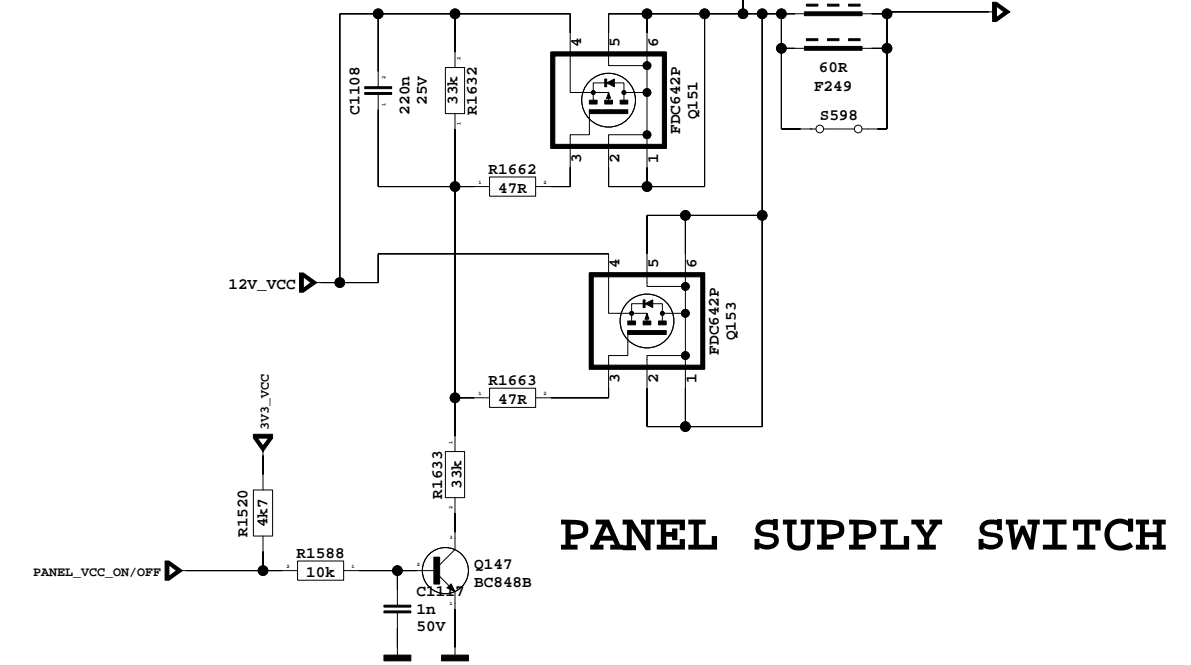 4
5
6
C1108
220n
25V
33k
R1632
FDC642P
Q151
60R
F249
S598
3
2
1
R1662
47R
4
5
6
12V_VCC
FDC642P
Q153
3
2
1
R1663
47R
3V3_VCC
R1633
33k
R1520
4k7
PANEL SUPPLY SWITCH
R1588
10k
PANEL_VCC_ON/OFF
Q147
BC848B
C1117
1n
50V